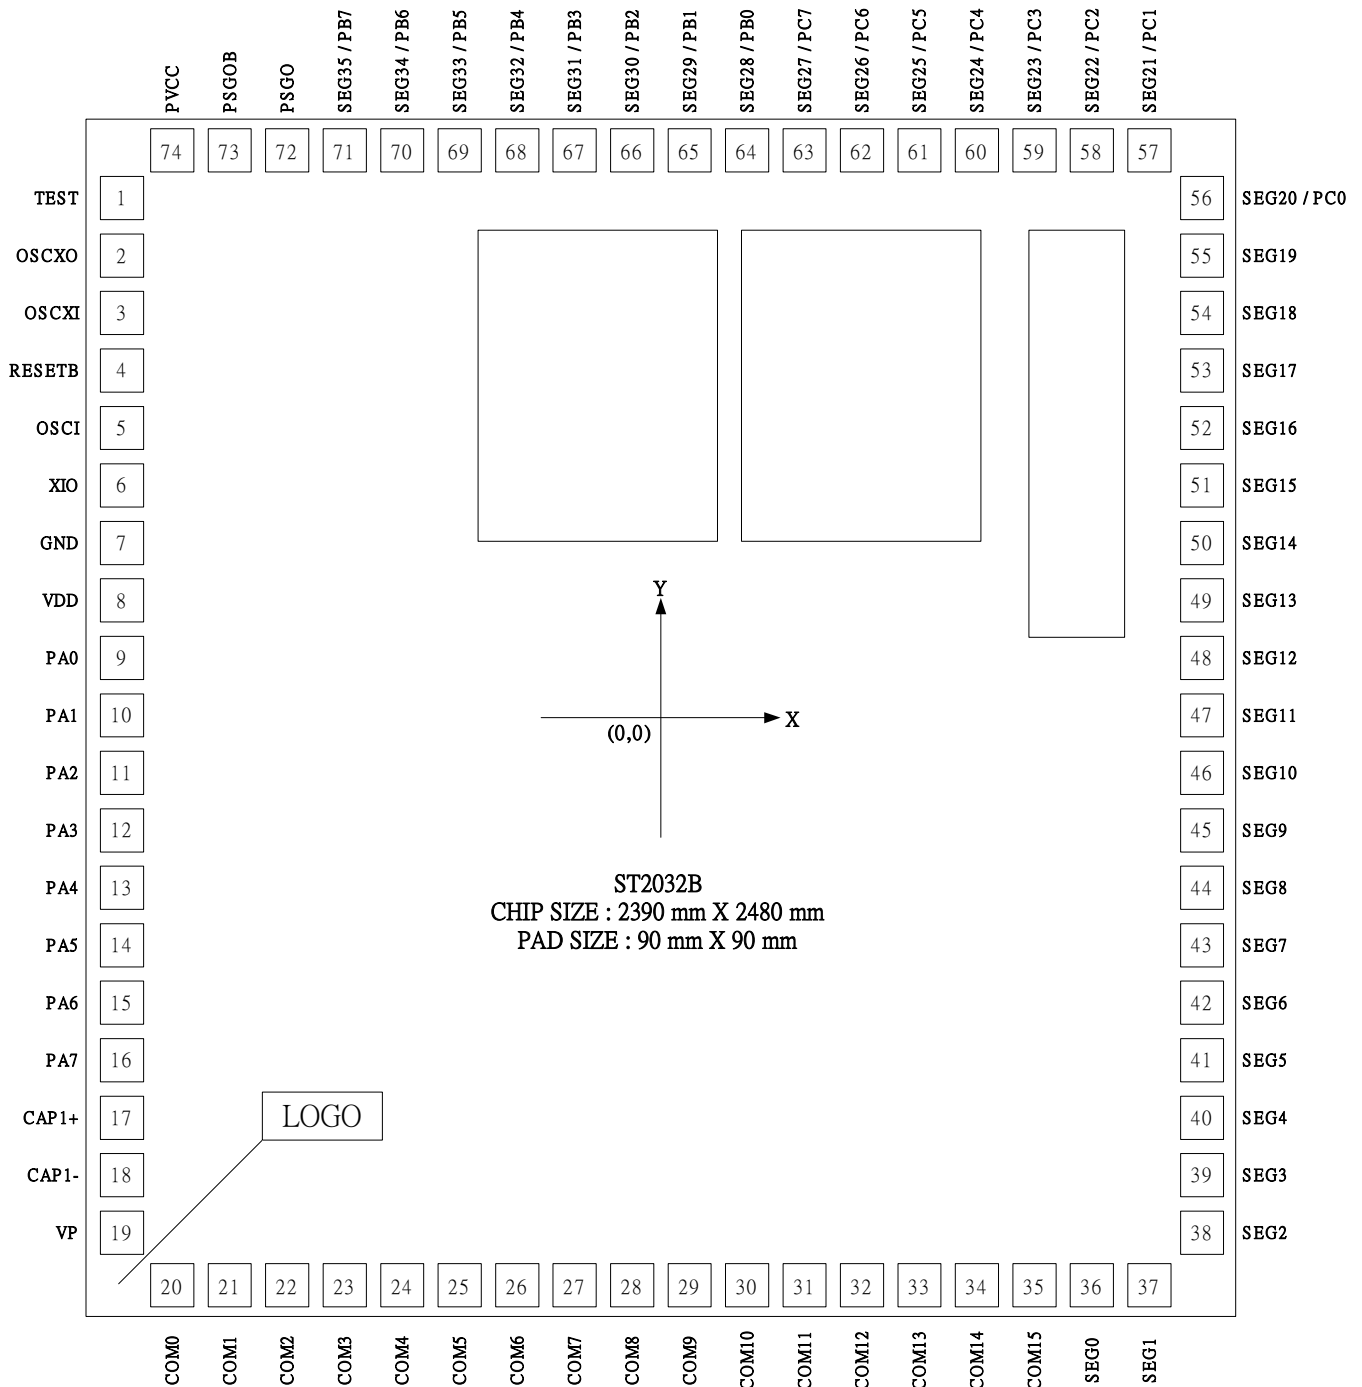 PVCC
PSGOB
PSGO
SEG35 / PB7
SEG34 / PB6
SEG33 / PB5
SEG32 / PB4
SEG31 / PB3
SEG30 / PB2
SEG29 / PB1
SEG28 / PB0
SEG27 / PC7
SEG26 / PC6
SEG25 / PC5
SEG24 / PC4
SEG23 / PC3
SEG22 / PC2
SEG21 / PC1
74 73 72 71 70 69 68 67 66 65 64 63 62 61 60 59 58 57
TEST 1 56 SEG20 / PC0
OSCXO 2 55 SEG19
OSCXI 3 54 SEG18
RESETB 4 53 SEG17
OSCI 5 52 SEG16
XIO 6 51 SEG15
GND 7 50 SEG14
Y
VDD 8 49 SEG13
PA0 9 48 SEG12
PA1 10 47 SEG11
X
(0,0)
PA2 11 46 SEG10
PA3 12 45 SEG9
PA4 13 44 SEG8
ST2032B
CHIP SIZE : 2390 mm X 2480 mm
PAD SIZE : 90 mm X 90 mm
PA5 14 43 SEG7
PA6 15 42 SEG6
PA7 16 41 SEG5
CAP1+ 17 LOGO 40 SEG4
CAP1- 18 39 SEG3
VP 19 38 SEG2
20 21 22 23 24 25 26 27 28 29 30 31 32 33 34 35 36 37
COM0
COM1
COM2
COM3
COM4
COM5
COM6
COM7
COM8
COM9
COM10
COM11
COM12
COM13
COM14
COM15
SEG0
SEG1